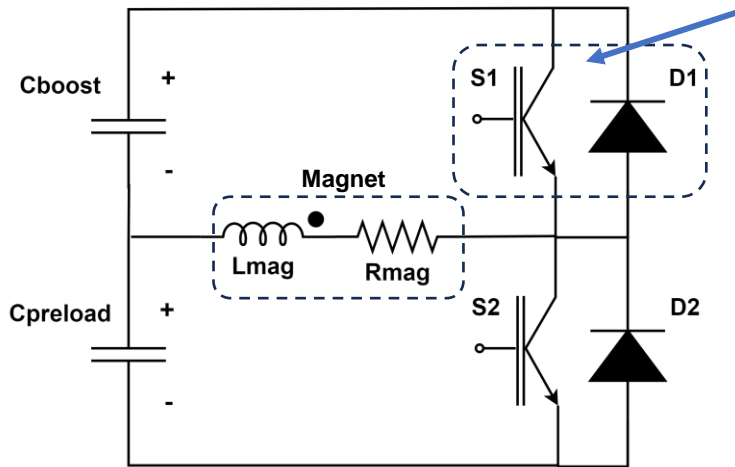 Cboost
+
-
S1
D1
Magnet
Lmag
Rmag
Cpreload
+
-
S2
D2